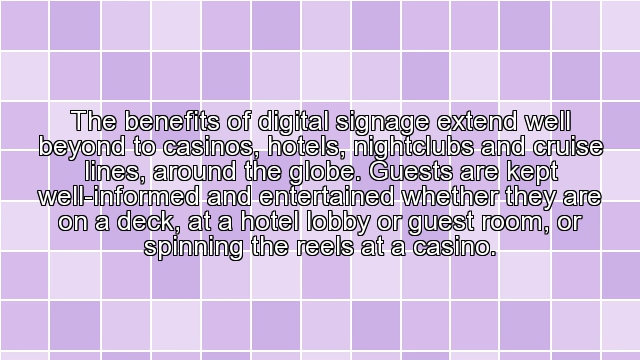 The benefits of digital signage extend well
beyond to casinos, hotels, nightclubs and cruise
lines, around the globe. Guests are kept
well-informed and entertained whether they are
on a deck, at a hotel lobby or guest room, or
spinning the reels at a casino.